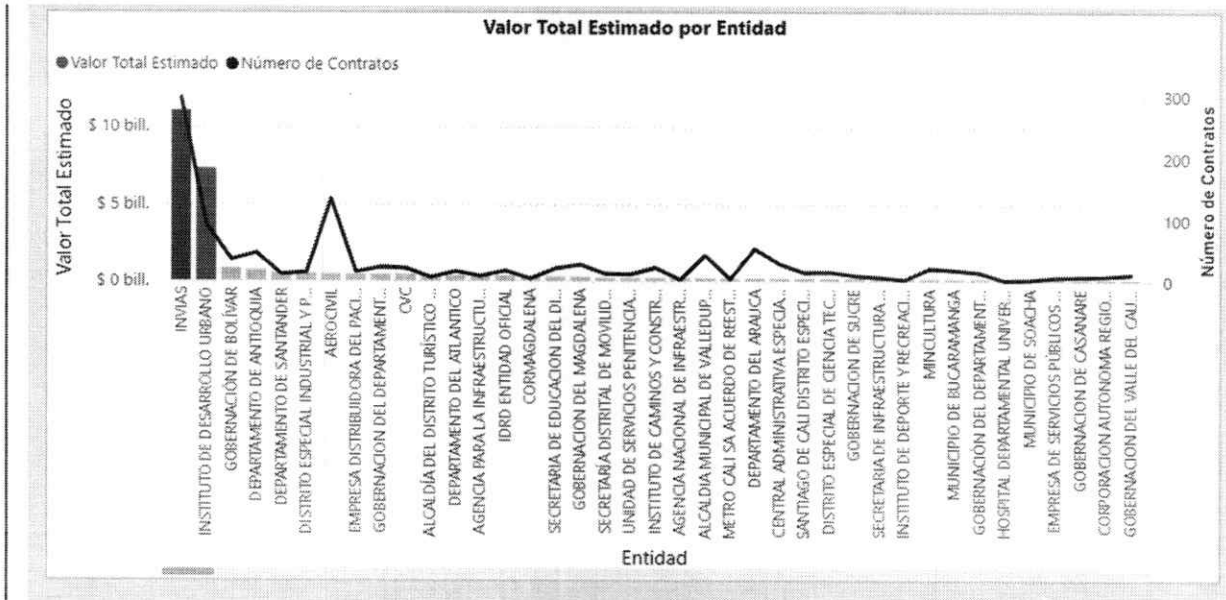 Valor Total Estimado por Entidad
Valor Total Estimado Número de Contratos
Valor Total Estimado
$ 10 bill.
$ 5 bill.
$ 0 bill.
300
200
100
0
Número de Contratos
INVIAS
INSTITUTO DE DESARROLLO URBANO
GOBERNACIÓN DE BOLÍVAR
DEPARTAMENTO DE ANTIOQUIA
DEPARTAMENTO DE SANTANDER
DISTRITO ESPECIAL INDUSTRIAL Y P...
AEROCIVIL
EMPRESA DISTRIBUIDORA DEL PACI...
GOBERNACION DEL DEPARTAMENT...
CVC
ALCALDÍA DEL DISTRITO TURÍSTICO ...
DEPARTAMENTO DEL ATLANTICO
AGENCIA PARA LA INFRAESTRUCTU...
IDRD ENTIDAD OFICIAL
CORMAGDALENA
SECRETARIA DE EDUCACION DEL DI...
GOBERNACION DEL MAGDALENA
SECRETARÍA DISTRITAL DE MOVILID...
UNIDAD DE SERVICIOS PENITENCIA...
INSTITUTO DE CAMINOS Y CONSTR...
AGENCIA NACIONAL DE INFRAESTR...
ALCALDIA MUNICIPAL DE VALLEDUP...
METRO CALI SA ACUERDO DE REEST...
DEPARTAMENTO DEL ARAUCA
CENTRAL ADMINISTRATIVA ESPECIA...
SANTIAGO DE CALI DISTRITO ESPECI...
DISTRITO ESPECIAL DE CIENCIA TEC...
GOBERNACION DE SUCRE
SECRETARIA DE INFRAESTRUCTURA ...
INSTITUTO DE DEPORTE Y RECREACI...
MINCULTURA
MUNICIPIO DE BUCARAMANGA
GOBERNACIÓN DEL DEPARTAMENT...
HOSPITAL DEPARTAMENTAL UNIVER...
MUNICIPIO DE SOACHA
EMPRESA DE SERVICIOS PÚBLICOS ...
GOBERNACION DE CASANARE
CORPORACION AUTONOMA REGIO...
GOBERNACION DEL VALLE DEL CAU...
Entidad